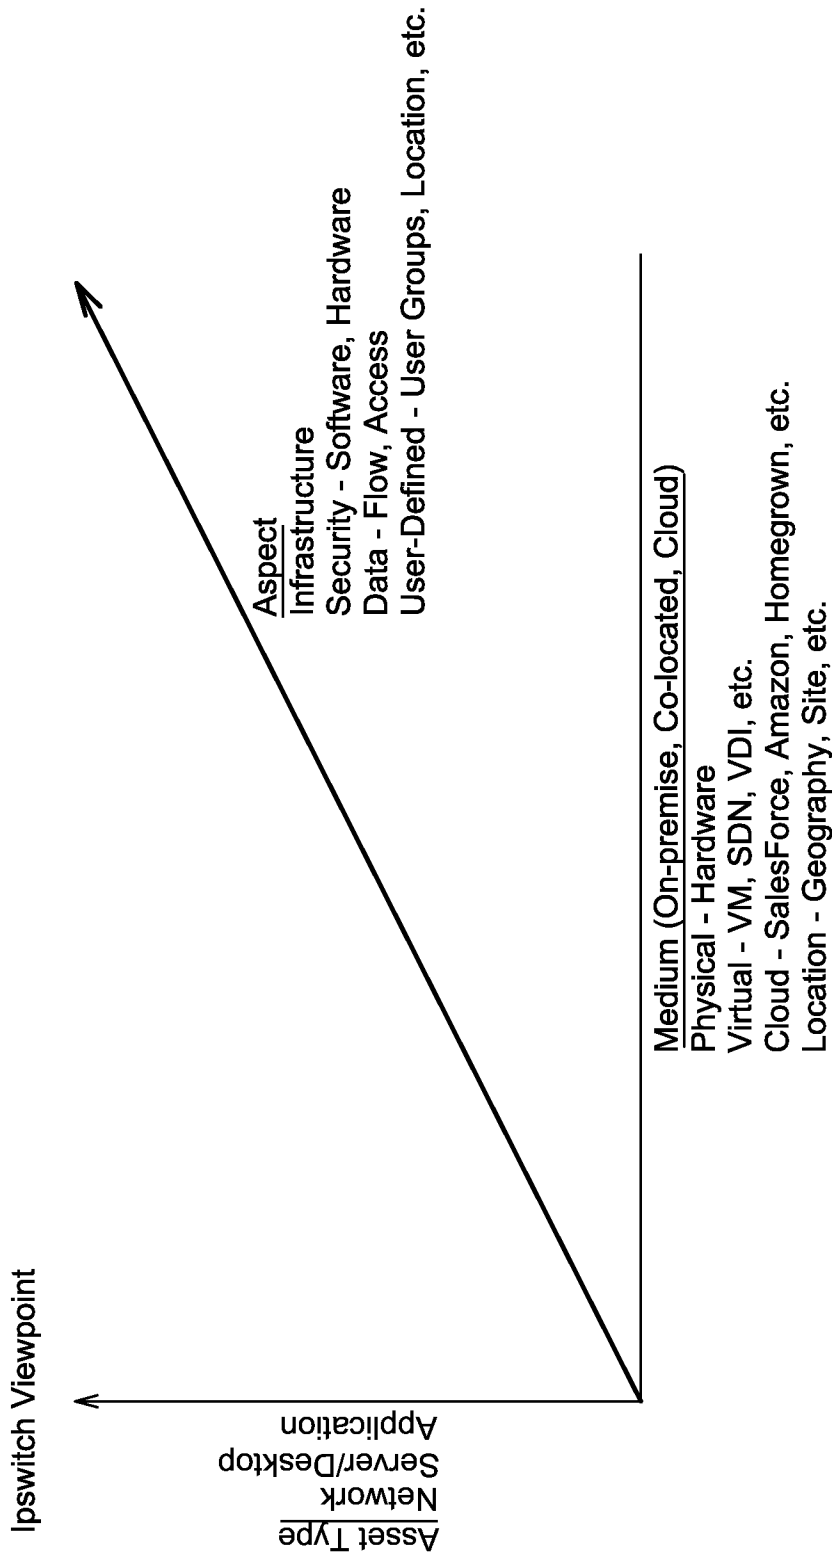 Ipswitch Viewpoint
Asset Type
Network
Server/Desktop
Application
Aspect
Infrastructure
Security - Software, Hardware
Data - Flow, Access
User-Defined - User Groups, Location, etc.
Medium (On-premise, Co-located, Cloud)
Physical - Hardware
Virtual - VM, SDN, VDI, etc.
Cloud - SalesForce, Amazon, Homegrown, etc.
Location - Geography, Site, etc.